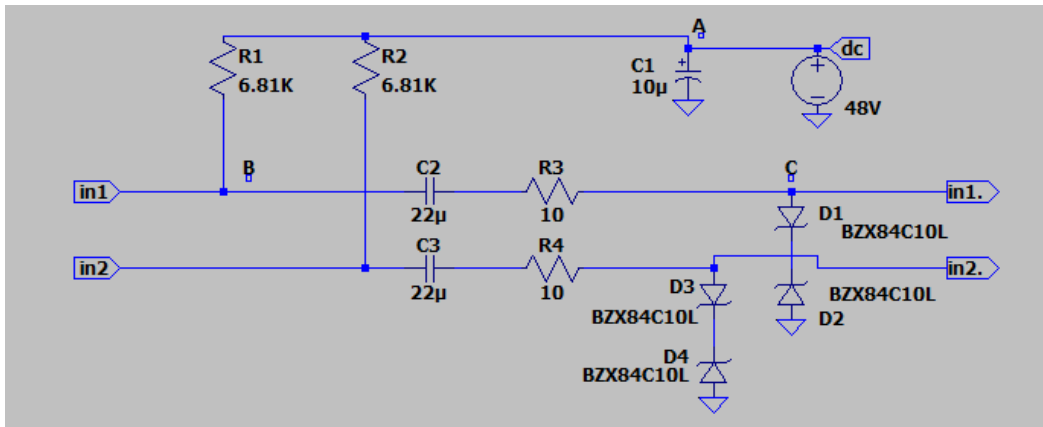 A
R1
R2
dc
6.81K
6.81K
C1
10µ
48V
B
C2
R3
C
in1
in1.
22µ
10
D1
BZX84C10L
C3
R4
in2
in2.
22µ
10
D3
BZX84C10L
BZX84C10L
D2
D4
BZX84C10L